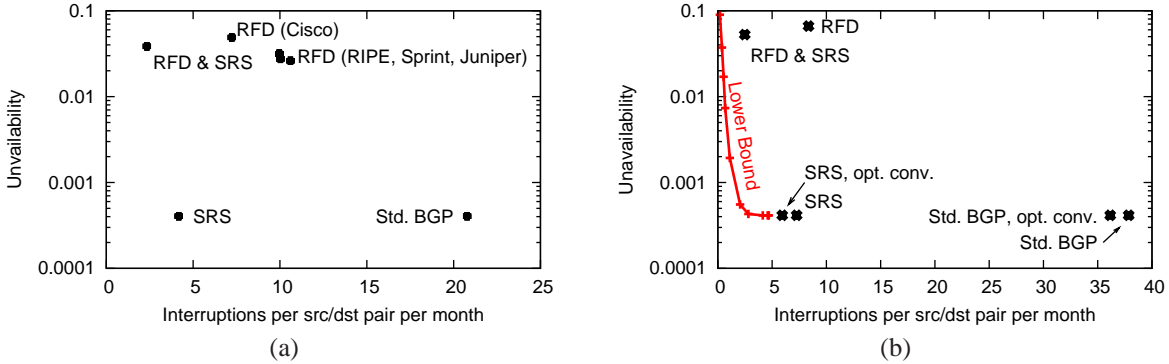 0.1
0.01
0.001
0.0001
Unvailability
RFD (Cisco)
RFD & SRS
RFD (RIPE, Sprint, Juniper)
SRS
Std. BGP
0 5 10 15 20 25
Interruptions per src/dst pair per month
(a)
0.1
0.01
0.001
0.0001
Unavailability
RFD
RFD & SRS
Lower Bound
SRS, opt. conv.
SRS
Std. BGP, opt. conv.
Std. BGP
0 5 10 15 20 25 30 35 40
Interruptions per src/dst pair per month
(b)